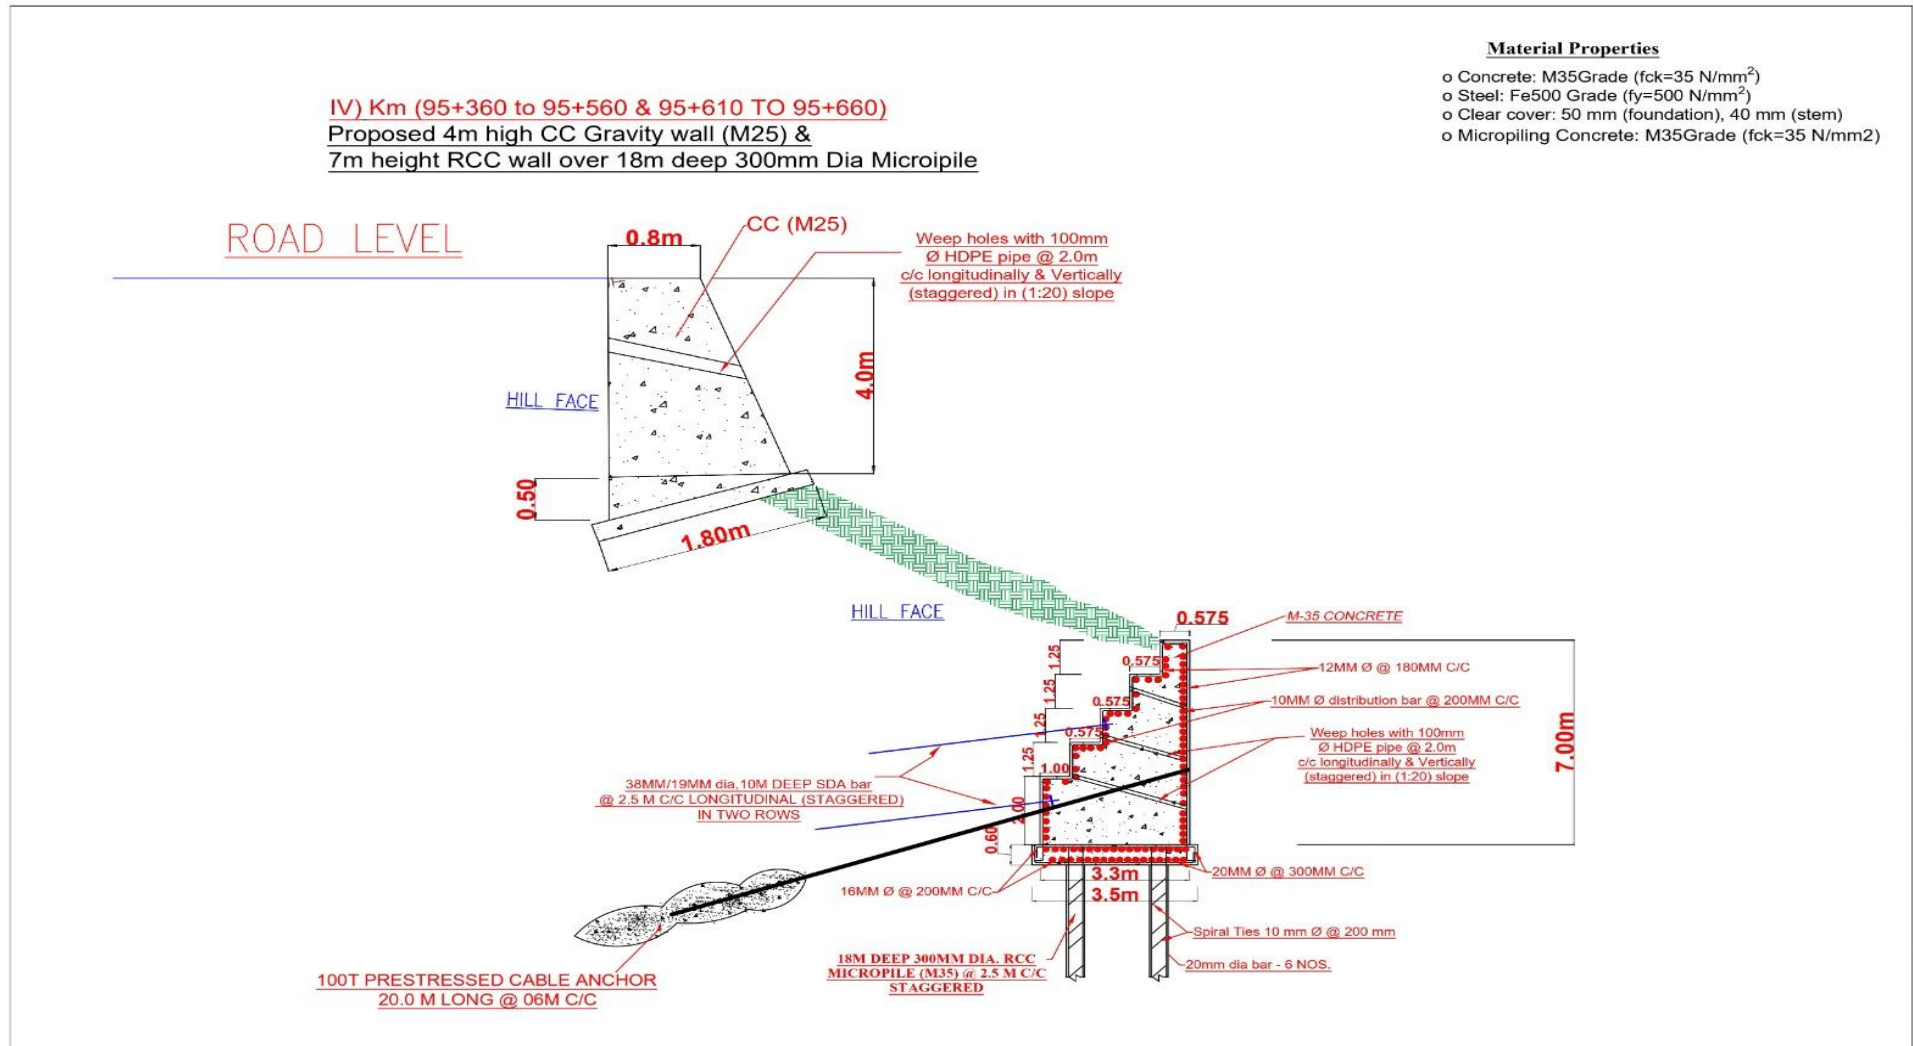 Material Properties
o Concrete: M35Grade (fck=35 N/mm²)
o Steel: Fe500 Grade (fy=500 N/mm²)
o Clear cover: 50 mm (foundation), 40 mm (stem)
o Micropiling Concrete: M35Grade (fck=35 N/mm2)
IV) Km (95+360 to 95+560 & 95+610 TO 95+660)
Proposed 4m high CC Gravity wall (M25) &
7m height RCC wall over 18m deep 300mm Dia Microipile
ROAD LEVEL
0.8m
CC (M25)
Weep holes with 100mm
Ø HDPE pipe @ 2.0m
c/c longitudinally & Vertically
(staggered) in (1:20) slope
4.0m
HILL FACE
0.50
1.80m
HILL FACE
0.575
M-35 CONCRETE
1.25
0.575
12MM Ø @ 180MM C/C
1.25
0.575
10MM Ø distribution bar @ 200MM C/C
1.25
0.575
Weep holes with 100mm
Ø HDPE pipe @ 2.0m
c/c longitudinally & Vertically
(staggered) in (1:20) slope
7.00m
1.25
1.00
38MM/19MM dia,10M DEEP SDA bar
@ 2.5 M C/C LONGITUDINAL (STAGGERED)
IN TWO ROWS
2.00
0.60
3.3m
20MM Ø @ 300MM C/C
16MM Ø @ 200MM C/C
3.5m
Spiral Ties 10 mm Ø @ 200 mm
18M DEEP 300MM DIA. RCC
MICROPILE (M35) @ 2.5 M C/C
STAGGERED
20mm dia bar - 6 NOS.
100T PRESTRESSED CABLE ANCHOR
20.0 M LONG @ 06M C/C